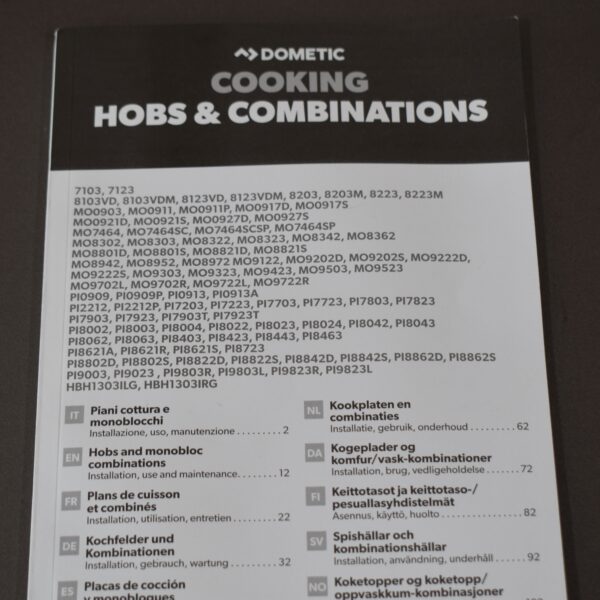 DOMETIC
COOKING
HOBS & COMBINATIONS
7103, 7123
8103VD, 8103VDM, 8123VD, 8123VDM, 8203, 8203M, 8223, 8223M
MO0903, MO0911, MO0911P, MO0917D, MO0917S
MO0921D, MO0921S, MO0927D, MO0927S
MO7464, MO7464SC, MO7464SCSP, MO7464SP
MO8302, MO8303, MO8322, MO8323, MO8342, MO8362
MO8801D, MO8801S, MO8821D, MO8821S
MO8942, MO8952, MO8972 MO9122, MO9202D, MO9202S, MO9222D,
MO9222S, MO9303, MO9323, MO9423, MO9503, MO9523
MO9702L, MO9702R, MO9722L, MO9722R
PI0909, PI0909P, PI0913, PI0913A
PI2212, PI2212P, PI7203, PI7223, PI7703, PI7723, PI7803, PI7823
PI7903, PI7923, PI7903T, PI7923T
PI8002, PI8003, PI8004, PI8022, PI8023, PI8024, PI8042, PI8043
PI8062, PI8063, PI8403, PI8423, PI8443, PI8463
PI8621A, PI8621R, PI8621S, PI8723
PI8802D, PI8802S, PI8822D, PI8822S, PI8842D, PI8842S, PI8862D, PI8862S
PI9003, PI9023 , PI9803R, PI9803L, PI9823R, PI9823L
HBH1303ILG, HBH1303IRG
IT Piani cottura e
monoblocchi
Installazione, uso, manutenzione . . . . . . . . . 2
EN Hobs and monobloc
combinations
Installation, use and maintenance. . . . . . . . 12
FR Plans de cuisson
et combinés
Installation, utilisation, entretien . . . . . . . . . 22
DE Kochfelder und
Kombinationen
Installation, gebrauch, wartung . . . . . . . . . . 32
ES Placas de cocción
y monobloques
NL Kookplaten en
combinaties
Installatie, gebruik, onderhoud . . . . . . . . . . 62
DA Kogeplader og
komfur/vask-kombinationer
Installation, brug, vedligeholdelse . . . . . . . 72
FI Keittotasot ja keittotaso-/
pesuallasyhdistelmät
Asennus, käyttö, huolto . . . . . . . . . . . . . . . . 82
SV Spishällar och
kombinationshällar
Installation, användning, underhåll . . . . . . 92
NO Koketopper og koketopp/
oppvaskkum-kombinasjoner